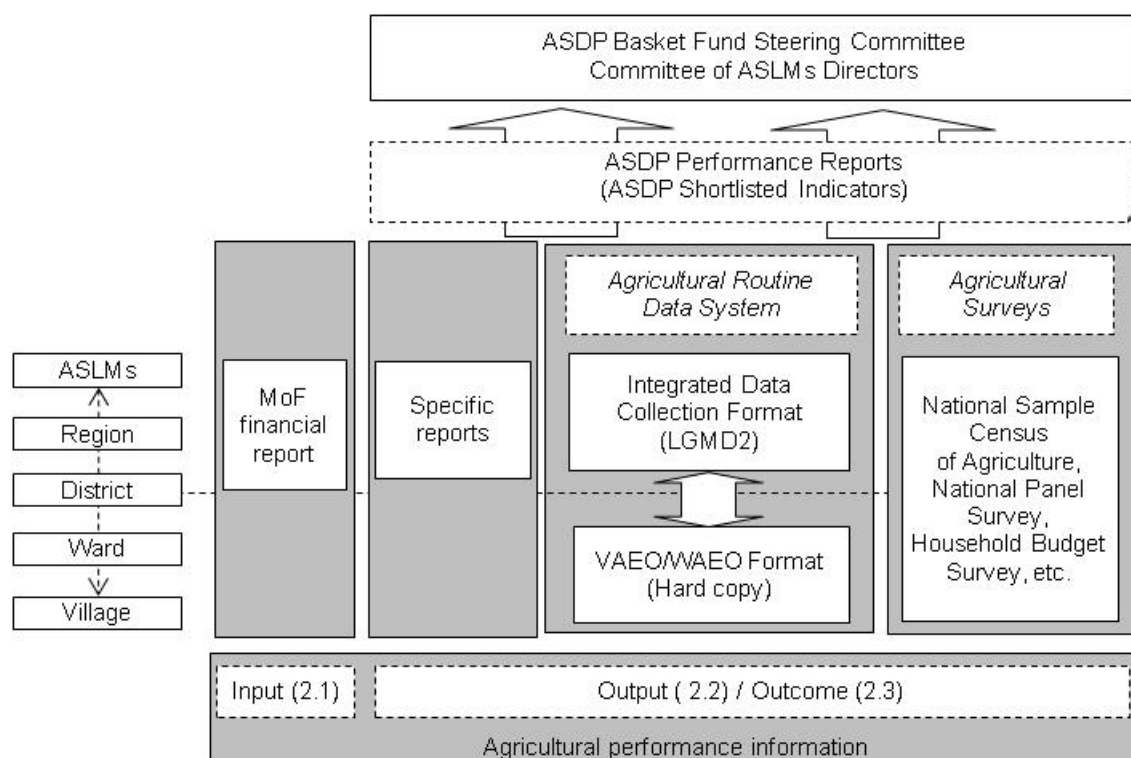 ASDP Basket Fund Steering Committee
Committee of ASLMs Directors
ASDP Performance Reports
(ASDP Shortlisted Indicators)
Agricultural Routine
Data System
Agricultural
Surveys
ASLMs
Region
District
Ward
Village
MoF
financial
report
Specific
reports
Integrated Data
Collection Format
(LGMD2)
VAEO/WAEO Format
(Hard copy)
National Sample
Census
of Agriculture,
National Panel
Survey,
Household Budget
Survey, etc.
Input (2.1)
Output ( 2.2) / Outcome (2.3)
Agricultural performance information